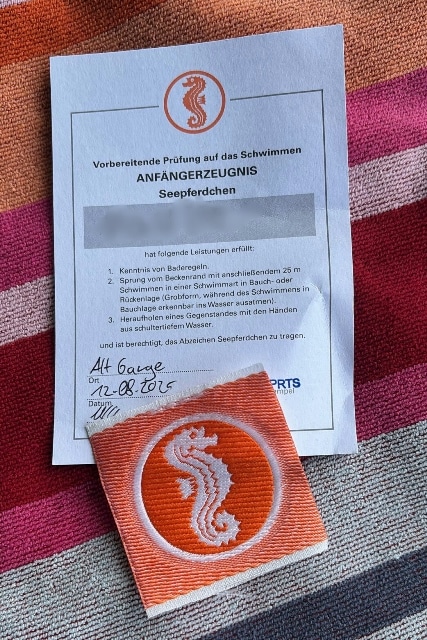 Vorbereitende Prüfung auf das Schwimmen
ANFÄNGERZEUGNIS
Seepferdchen
hat folgende Leistungen erfüllt:
1. Kenntnis von Baderegeln.
2. Sprung vom Beckenrand mit anschließendem 25 m
Schwimmen in einer Schwimmart in Bauch- oder
Rückenlage (Grobform, während des Schwimmens in
Bauchlage erkennbar ins Wasser ausatmen).
3. Heraufholen eines Gegenstandes mit den Händen
aus schultertiefem Wasser.
und ist berechtigt, das Abzeichen Seepferdchen zu tragen.
Alt Garge
Ort
12.08.2025
Datum